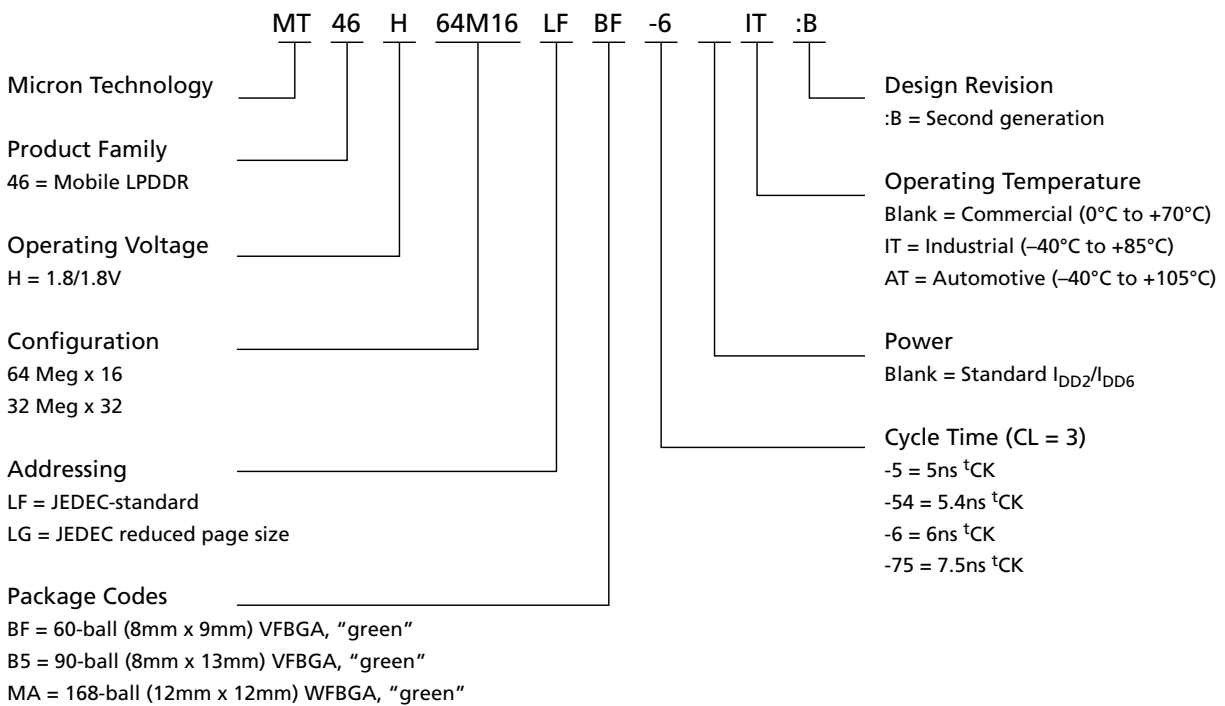 MT 46 H 64M16 LF BF -6 IT :B
Micron Technology
Product Family
46 = Mobile LPDDR
Operating Voltage
H = 1.8/1.8V
Configuration
64 Meg x 16
32 Meg x 32
Addressing
LF = JEDEC-standard
LG = JEDEC reduced page size
Package Codes
BF = 60-ball (8mm x 9mm) VFBGA, “green”
B5 = 90-ball (8mm x 13mm) VFBGA, “green”
MA = 168-ball (12mm x 12mm) WFBGA, “green”
Design Revision
:B = Second generation
Operating Temperature
Blank = Commercial (0°C to +70°C)
IT = Industrial (–40°C to +85°C)
AT = Automotive (–40°C to +105°C)
Power
Blank = Standard IDD2/IDD6
Cycle Time (CL = 3)
-5 = 5ns tCK
-54 = 5.4ns tCK
-6 = 6ns tCK
-75 = 7.5ns tCK